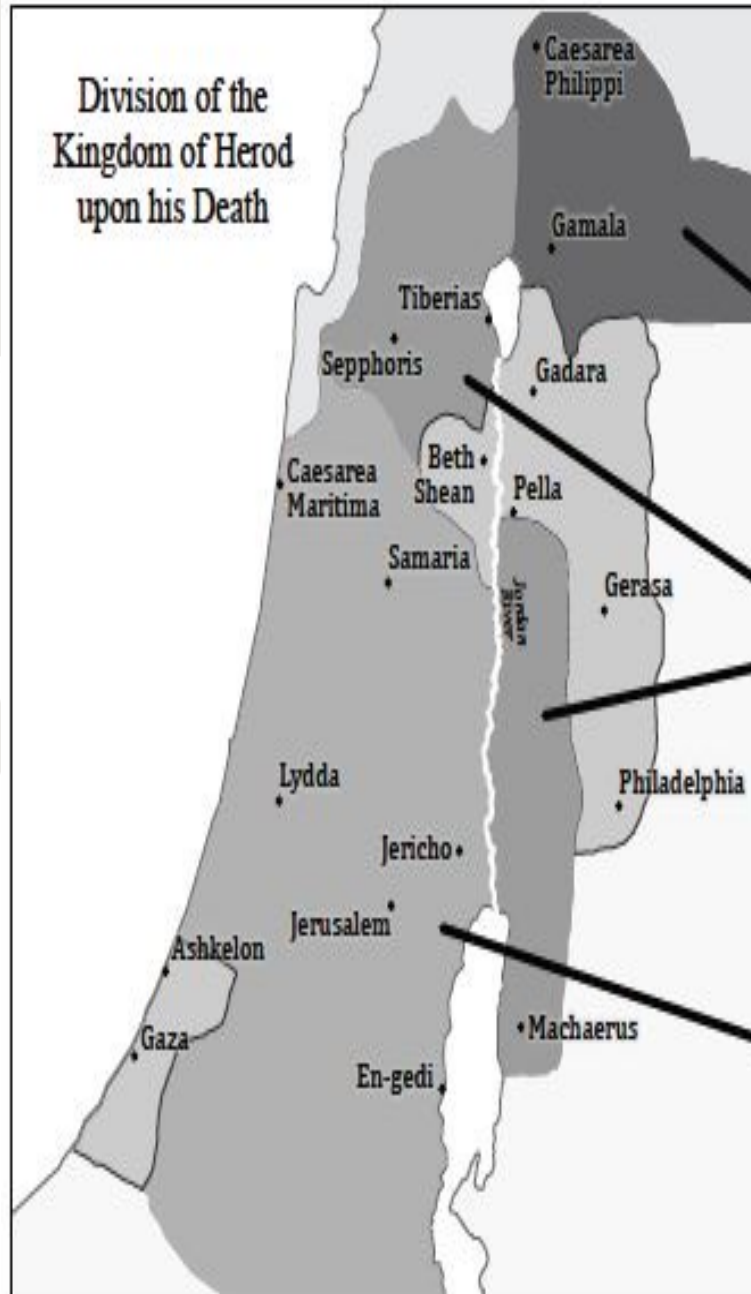 Division of the
Kingdom of Herod
upon his Death
Caesarea
Philippi
Gamala
Tiberias
Sepphoris
Gadara
Beth
Shean
Caesarea
Maritima
Pella
Samaria
Jordan
River
Gerasa
Lydda
Philadelphia
Jericho
Jerusalem
Ashkelon
Machaerus
Gaza
En-gedi